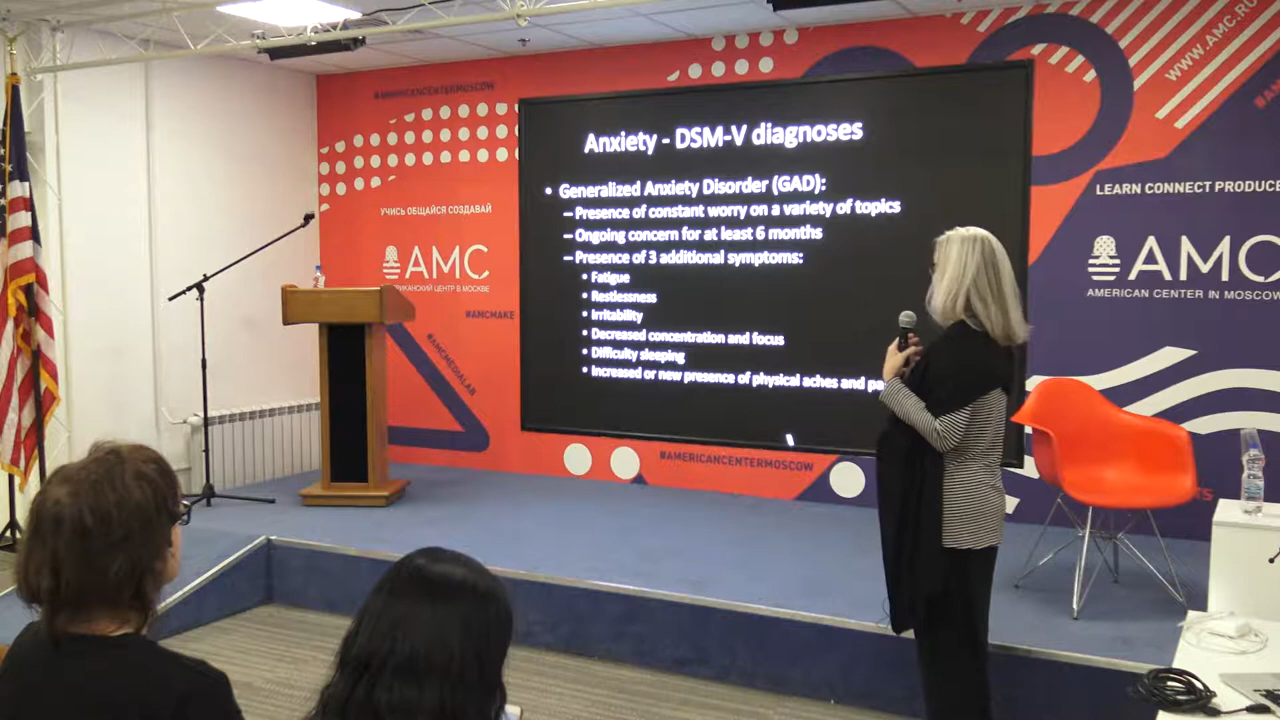 #AMERICANCENTERMOSCOW
WWW.AMC.RU
Anxiety - DSM-V diagnoses
• Generalized Anxiety Disorder (GAD):
– Presence of constant worry on a variety of topics
– Ongoing concern for at least 6 months
– Presence of 3 additional symptoms:
• Fatigue
• Restlessness
• Irritability
• Decreased concentration and focus
• Difficulty sleeping
• Increased or new presence of physical aches and
УЧИСЬ ОБЩАЙСЯ СОЗДАВАЙ
AMC
ЦЕНТР В МОСКВЕ
#AMCMAKE
#AMCMEDIALAB
#AMERICANCENTERMOSCOW
LEARN CONNECT PRODUCE
AMC
AMERICAN CENTER IN MOSCOW